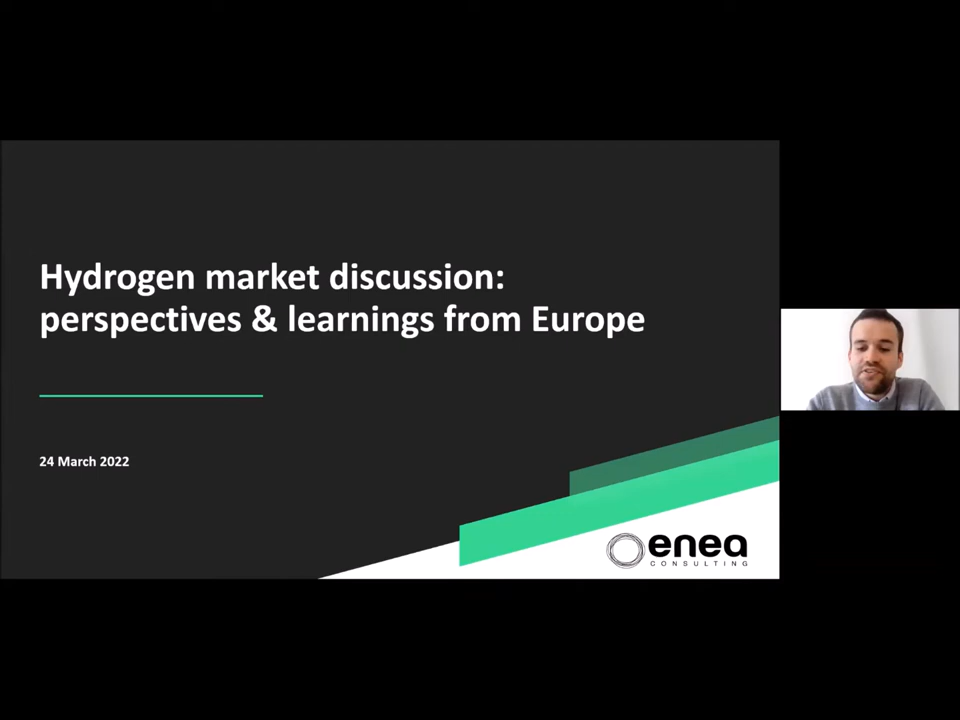 Hydrogen market discussion:
perspectives & learnings from Europe
24 March 2022
enea
CONSULTING